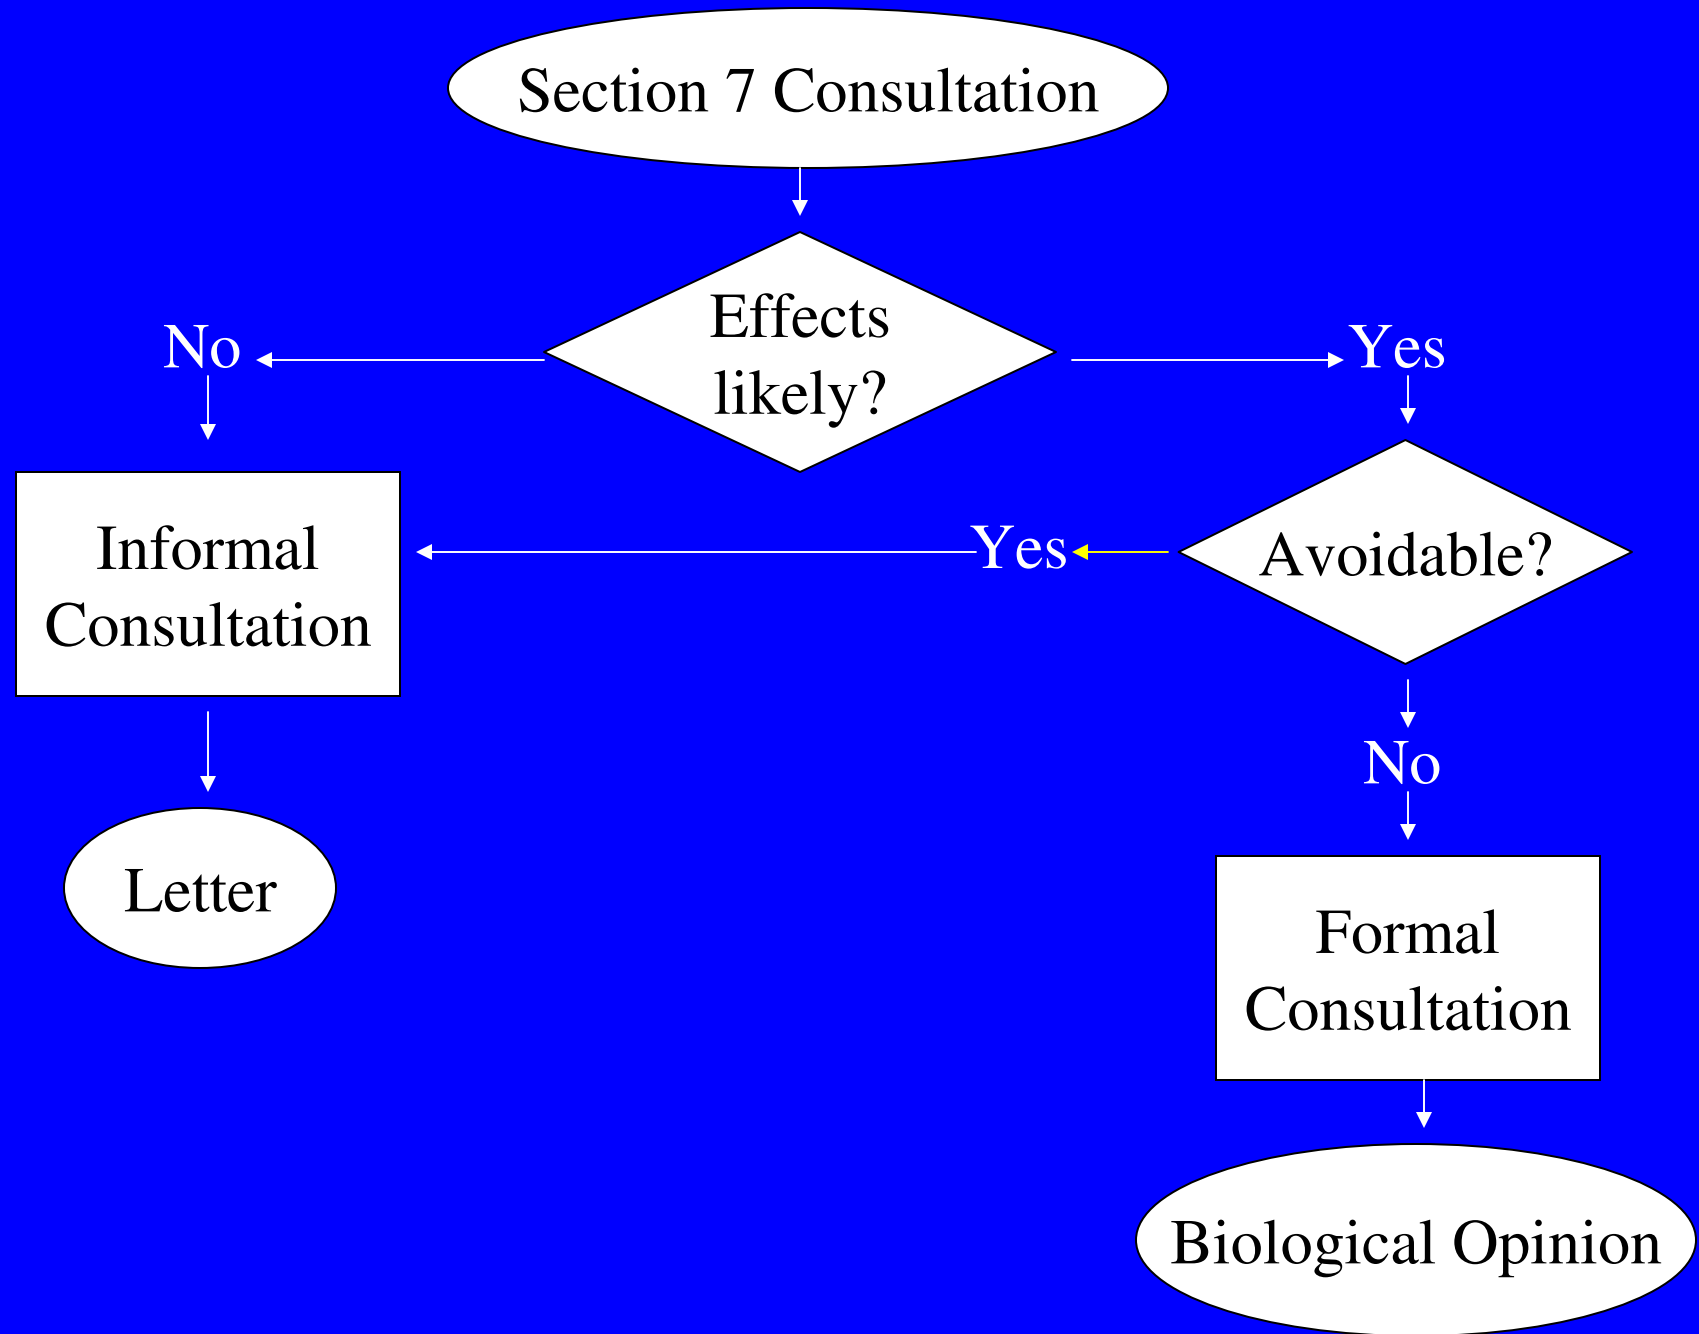 Section 7 Consultation
Effects
likely?
No
Yes
Informal
Consultation
Yes
Avoidable?
No
Letter
Formal
Consultation
Biological Opinion